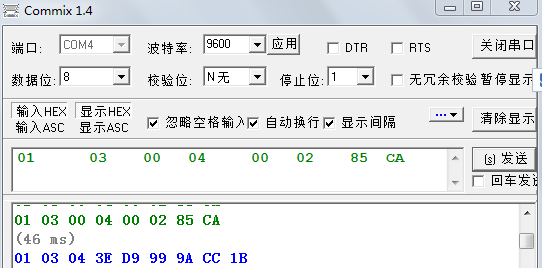 Commix 1.4
端口: COM4 波特率: 9600 应用 DTR RTS 关闭串口
数据位: 8 校验位: N 无 停止位: 1 无冗余校验 暂停显示
输入HEX 显示HEX
输入ASC 显示ASC 忽略空格输入 自动换行 显示间隔 ... 清除显示
01 03 00 04 00 02 85 CA
[s] 发送
回车发送
01 03 00 04 00 02 85 CA
(46 ms)
01 03 04 3E D9 99 9A CC 1B